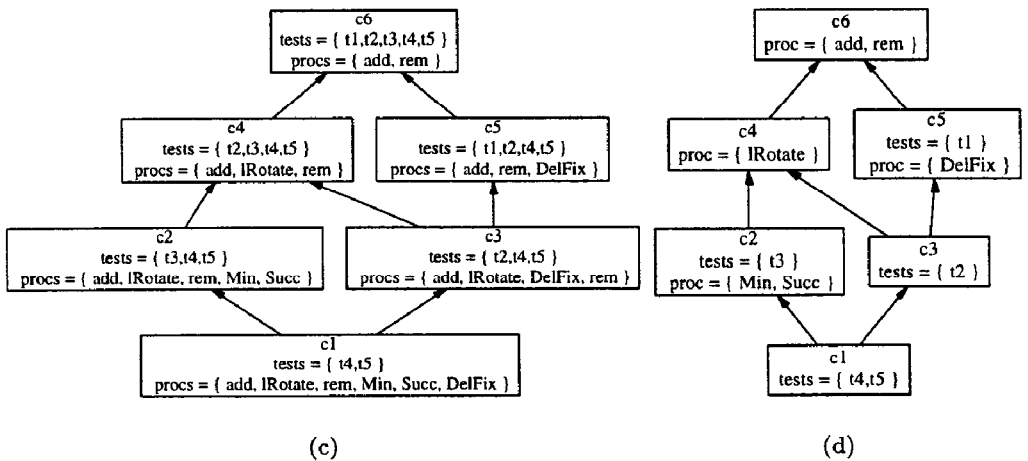 c6
tests = { t1,t2,t3,t4,t5 }
procs = { add, rem }
c4
tests = { t2,t3,t4,t5 }
procs = { add, lRotate, rem }
c5
tests = { t1,t2,t4,t5 }
procs = { add, rem, DelFix }
c2
tests = { t3,t4,t5 }
procs = { add, lRotate, rem, Min, Succ }
c3
tests = { t2,t4,t5 }
procs = { add, lRotate, DelFix, rem }
c1
tests = { t4,t5 }
procs = { add, lRotate, rem, Min, Succ, DelFix }
(c)
c6
proc = { add, rem }
c4
proc = { lRotate }
c5
tests = { t1 }
proc = { DelFix }
c2
tests = { t3 }
proc = { Min, Succ }
c3
tests = { t2 }
c1
tests = { t4,t5 }
(d)